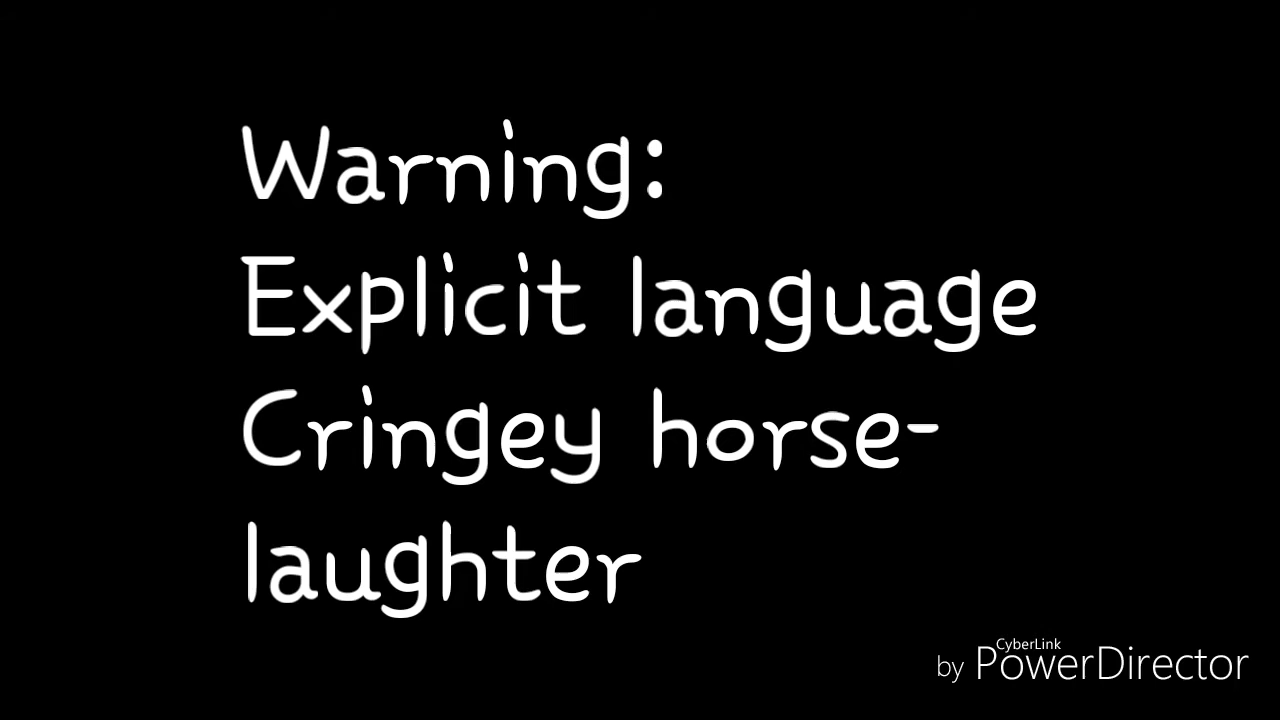 Warning:
Explicit language
Cringey horse-
laughter
CyberLink
by PowerDirector